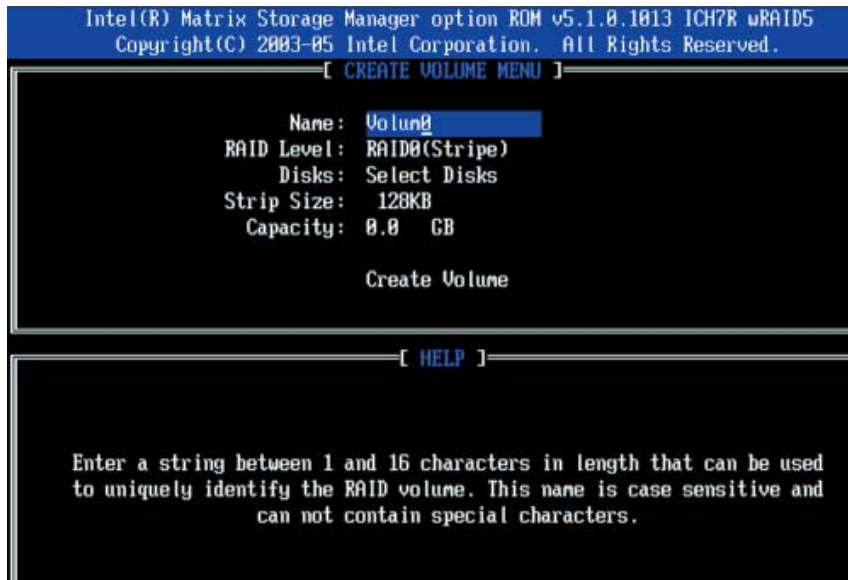 Intel(R) Matrix Storage Manager option ROM v5.1.0.1013 ICH7R wRAID5
Copyright(C) 2003-05 Intel Corporation. All Rights Reserved.
[ CREATE VOLUME MENU ]
Name: Volum0
RAID Level: RAID0(Stripe)
Disks: Select Disks
Strip Size: 128KB
Capacity: 0.0 GB
Create Volume
[ HELP ]
Enter a string between 1 and 16 characters in length that can be used
to uniquely identify the RAID volume. This name is case sensitive and
can not contain special characters.